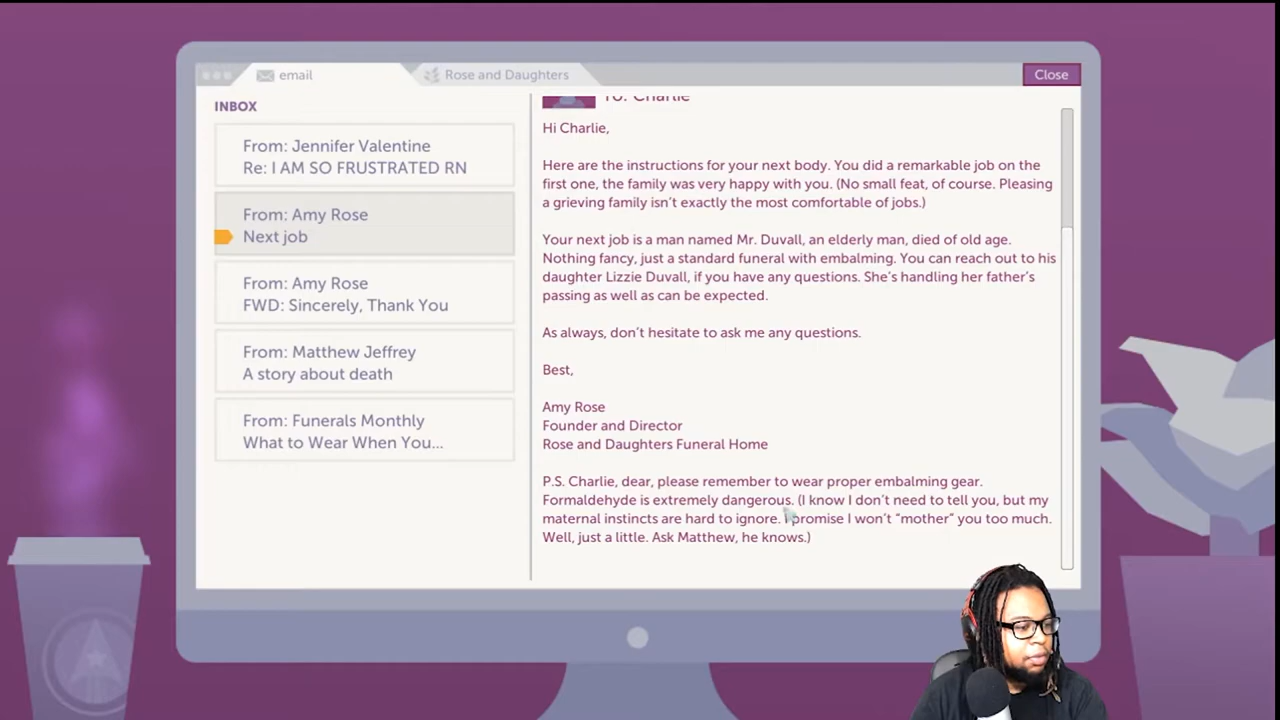 email
Rose and Daughters
Close
INBOX
From: Jennifer Valentine
Re: I AM SO FRUSTRATED RN
From: Amy Rose
Next job
From: Amy Rose
FWD: Sincerely, Thank You
From: Matthew Jeffrey
A story about death
From: Funerals Monthly
What to Wear When You...
To: Charlie
Hi Charlie,
Here are the instructions for your next body. You did a remarkable job on the
first one, the family was very happy with you. (No small feat, of course. Pleasing
a grieving family isn’t exactly the most comfortable of jobs.)
Your next job is a man named Mr. Duvall, an elderly man, died of old age.
Nothing fancy, just a standard funeral with embalming. You can reach out to his
daughter Lizzie Duvall, if you have any questions. She’s handling her father’s
passing as well as can be expected.
As always, don’t hesitate to ask me any questions.
Best,
Amy Rose
Founder and Director
Rose and Daughters Funeral Home
P.S. Charlie, dear, please remember to wear proper embalming gear.
Formaldehyde is extremely dangerous. (I know I don’t need to tell you, but my
maternal instincts are hard to ignore. I promise I won’t “mother” you too much.
Well, just a little. Ask Matthew, he knows.)